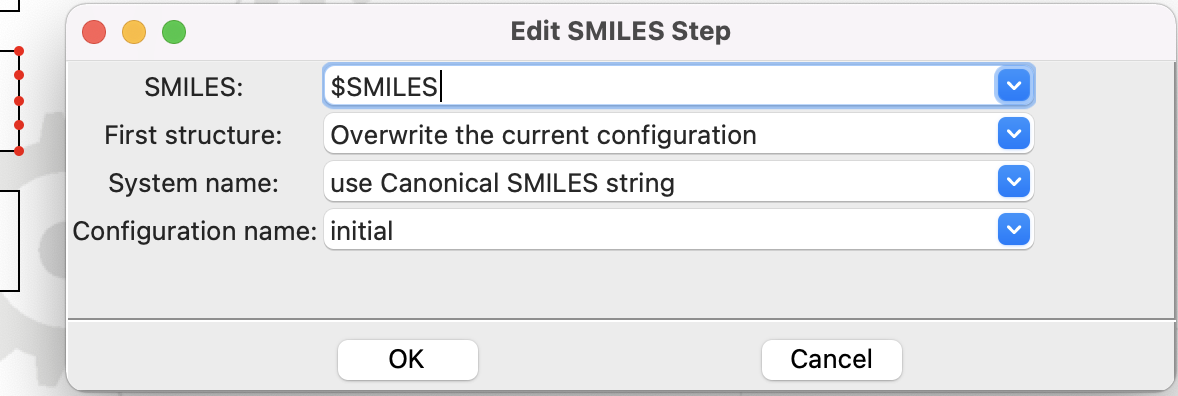 Edit SMILES Step
SMILES: $SMILES
First structure: Overwrite the current configuration
System name: use Canonical SMILES string
Configuration name: initial
OK Cancel